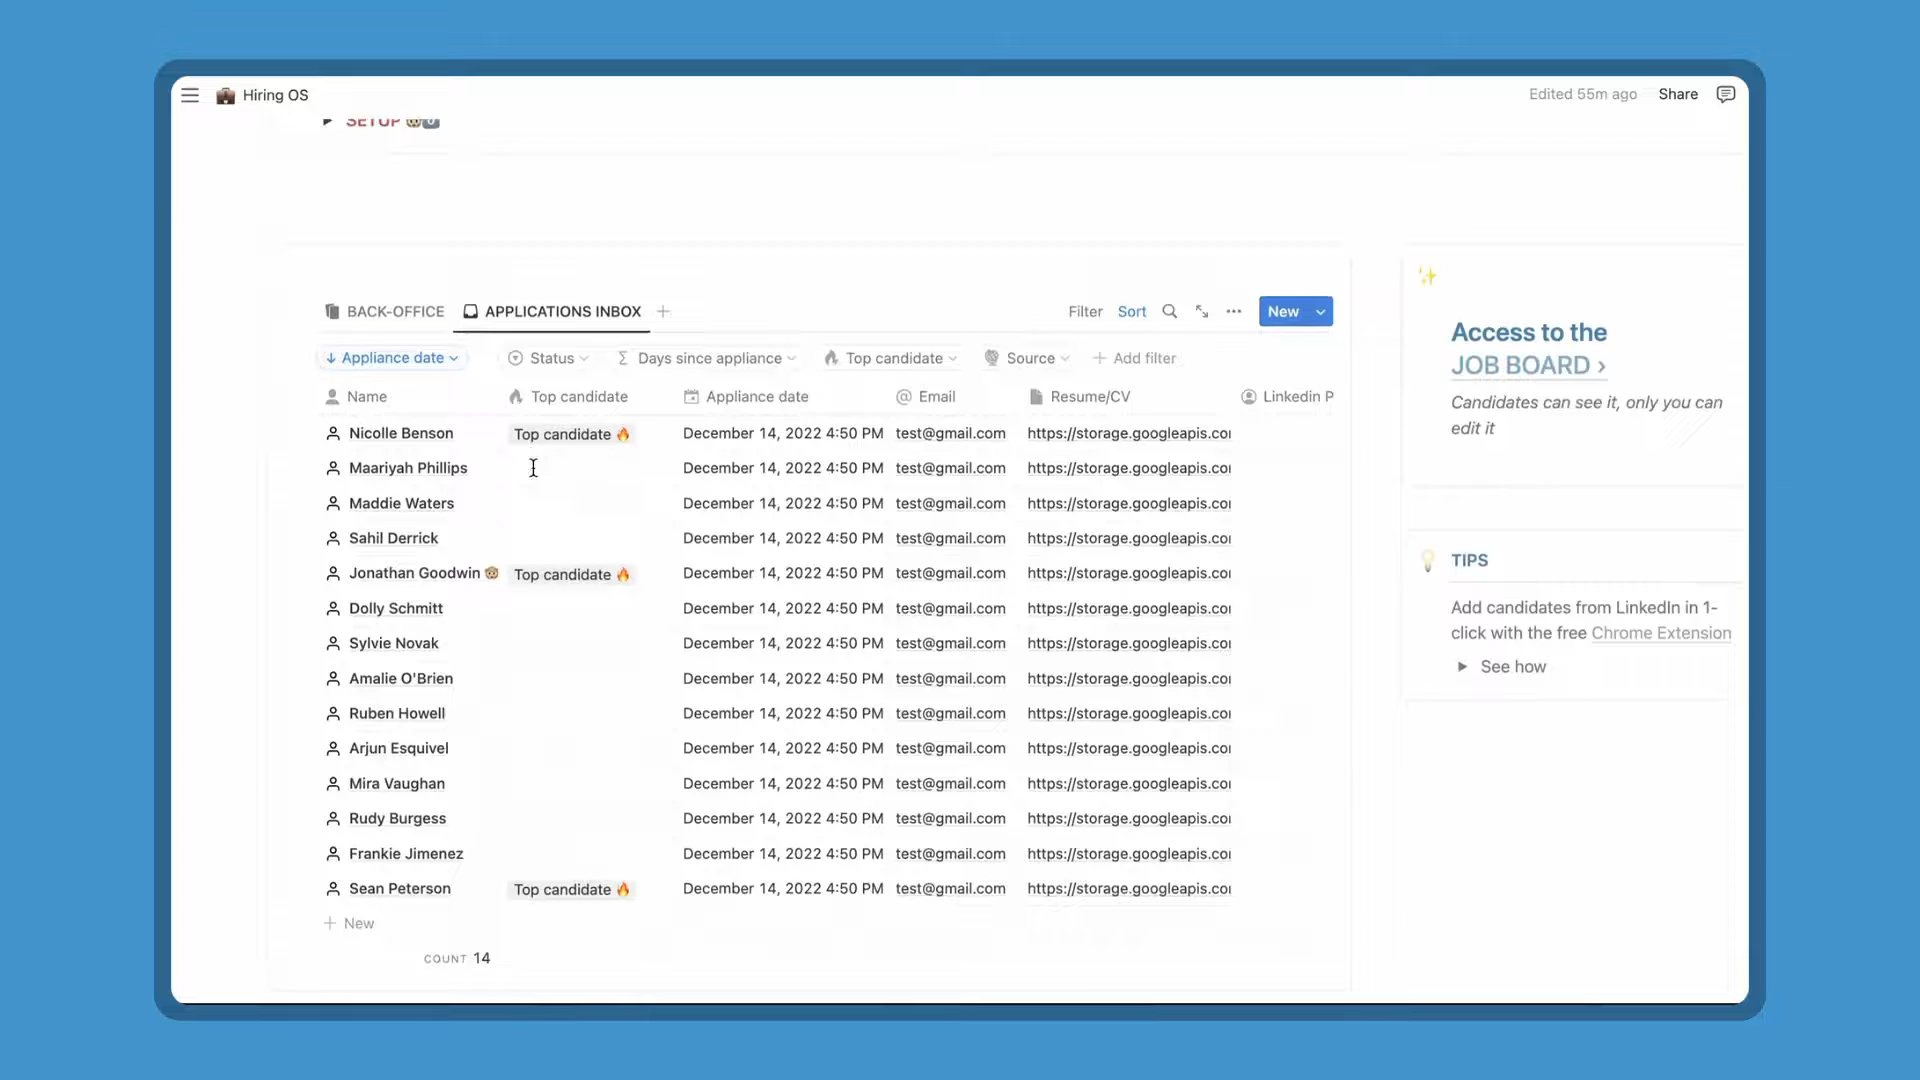 Hiring OS
Edited 55m ago
Share
SETUP
BACK-OFFICE
APPLICATIONS INBOX
Filter
Sort
New
Appliance date
Status
Days since appliance
Top candidate
Source
Add filter
Name
Top candidate
Appliance date
Email
Resume/CV
Linkedin P
Nicolle Benson Top candidate 🔥 December 14, 2022 4:50 PM test@gmail.com https://storage.googleapis.co
Maariyah Phillips December 14, 2022 4:50 PM test@gmail.com https://storage.googleapis.co
Maddie Waters December 14, 2022 4:50 PM test@gmail.com https://storage.googleapis.co
Sahil Derrick December 14, 2022 4:50 PM test@gmail.com https://storage.googleapis.co
Jonathan Goodwin Top candidate 🔥 December 14, 2022 4:50 PM test@gmail.com https://storage.googleapis.co
Dolly Schmitt December 14, 2022 4:50 PM test@gmail.com https://storage.googleapis.co
Sylvie Novak December 14, 2022 4:50 PM test@gmail.com https://storage.googleapis.co
Amalie O'Brien December 14, 2022 4:50 PM test@gmail.com https://storage.googleapis.co
Ruben Howell December 14, 2022 4:50 PM test@gmail.com https://storage.googleapis.co
Arjun Esquivel December 14, 2022 4:50 PM test@gmail.com https://storage.googleapis.co
Mira Vaughan December 14, 2022 4:50 PM test@gmail.com https://storage.googleapis.co
Rudy Burgess December 14, 2022 4:50 PM test@gmail.com https://storage.googleapis.co
Frankie Jimenez December 14, 2022 4:50 PM test@gmail.com https://storage.googleapis.co
Sean Peterson Top candidate 🔥 December 14, 2022 4:50 PM test@gmail.com https://storage.googleapis.co
New
COUNT 14
Access to the
JOB BOARD ›
Candidates can see it, only you can
edit it
TIPS
Add candidates from LinkedIn in 1-
click with the free Chrome Extension
See how